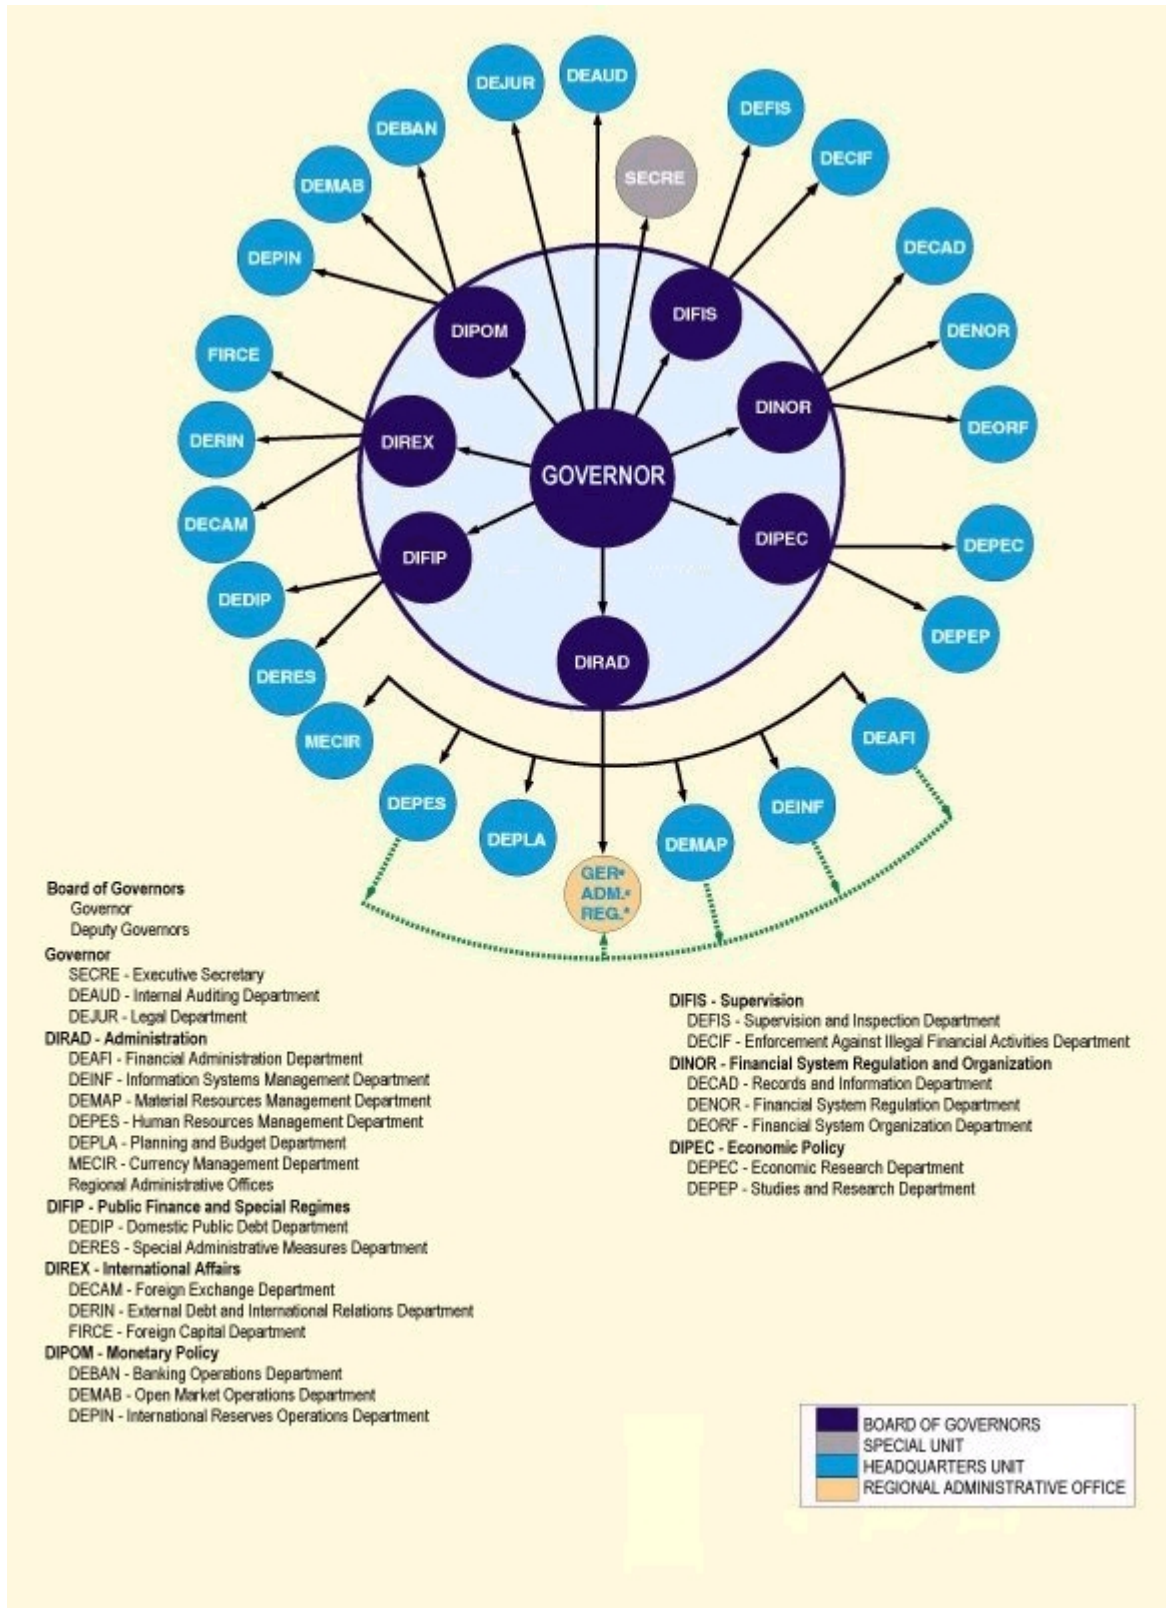 DEJUR
DEAUD
DEFIS
DEBAN
DECIF
SECRE
DEMAB
DECAD
DEPIN
DIFIS
DIPOM
DENOR
FIRCE
DINOR
DEORF
DERIN
DIREX
GOVERNOR
DECAM
DIPEC
DEPEC
DIFIP
DEDIP
DEPEP
DIRAD
DERES
MECIR
DEAFI
DEPES
DEINF
DEPLA
DEMAP
GER
ADM.
REG.
Board of Governors
Governor
Deputy Governors
Governor
SECRE - Executive Secretary
DEAUD - Internal Auditing Department
DEJUR - Legal Department
DIRAD - Administration
DEAFI - Financial Administration Department
DEINF - Information Systems Management Department
DEMAP - Material Resources Management Department
DEPES - Human Resources Management Department
DEPLA - Planning and Budget Department
MECIR - Currency Management Department
Regional Administrative Offices
DIFIP - Public Finance and Special Regimes
DEDIP - Domestic Public Debt Department
DERES - Special Administrative Measures Department
DIREX - International Affairs
DECAM - Foreign Exchange Department
DERIN - External Debt and International Relations Department
FIRCE - Foreign Capital Department
DIPOM - Monetary Policy
DEBAN - Banking Operations Department
DEMAB - Open Market Operations Department
DEPIN - International Reserves Operations Department
DIFIS - Supervision
DEFIS - Supervision and Inspection Department
DECIF - Enforcement Against Illegal Financial Activities Department
DINOR - Financial System Regulation and Organization
DECAD - Records and Information Department
DENOR - Financial System Regulation Department
DEORF - Financial System Organization Department
DIPEC - Economic Policy
DEPEC - Economic Research Department
DEPEP - Studies and Research Department
BOARD OF GOVERNORS
SPECIAL UNIT
HEADQUARTERS UNIT
REGIONAL ADMINISTRATIVE OFFICE